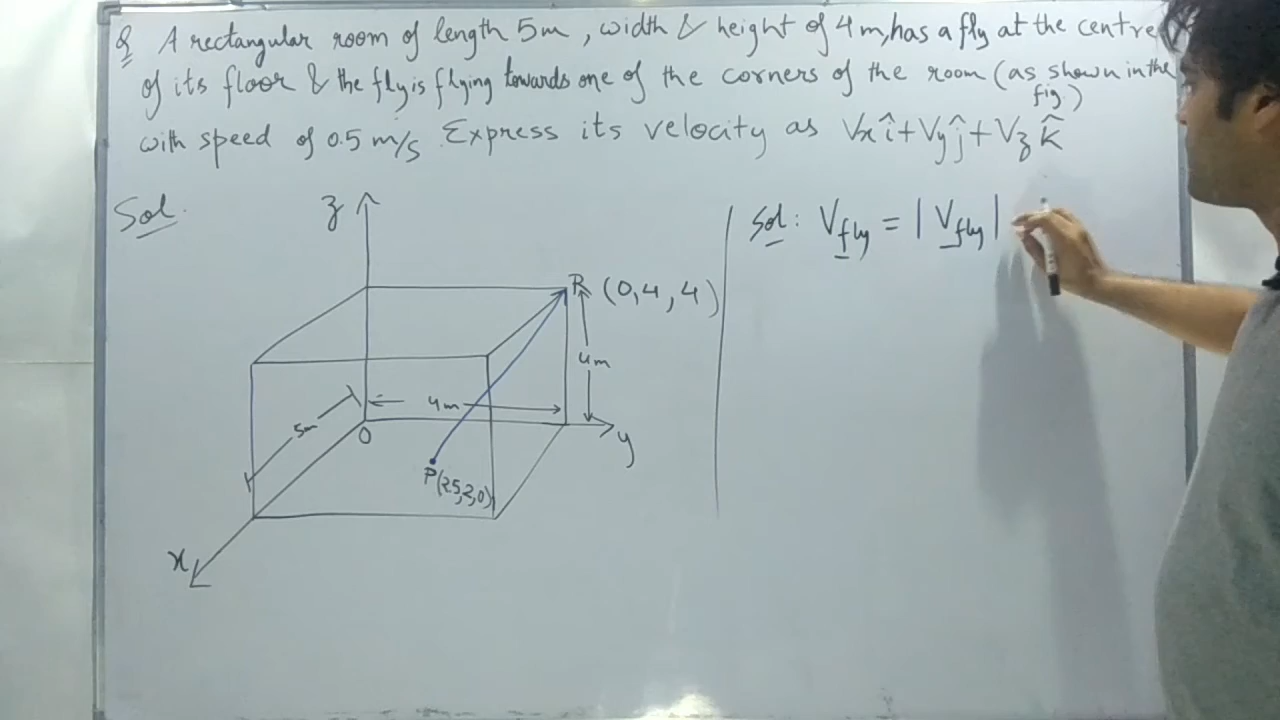 Q A rectangular room of length 5m, width & height of 4m, has a fly at the centre
of its floor & the fly is flying towards one of the corners of the room (as shown in the
fig)
with speed of 0.5 m/s. Express its velocity as Vx î + Vy ĵ + Vz k̂
Sol.
z
R (0,4,4)
4m
4m
5m
O
y
P(2.5,2,0)
x
Sol: V fly = | V fly |